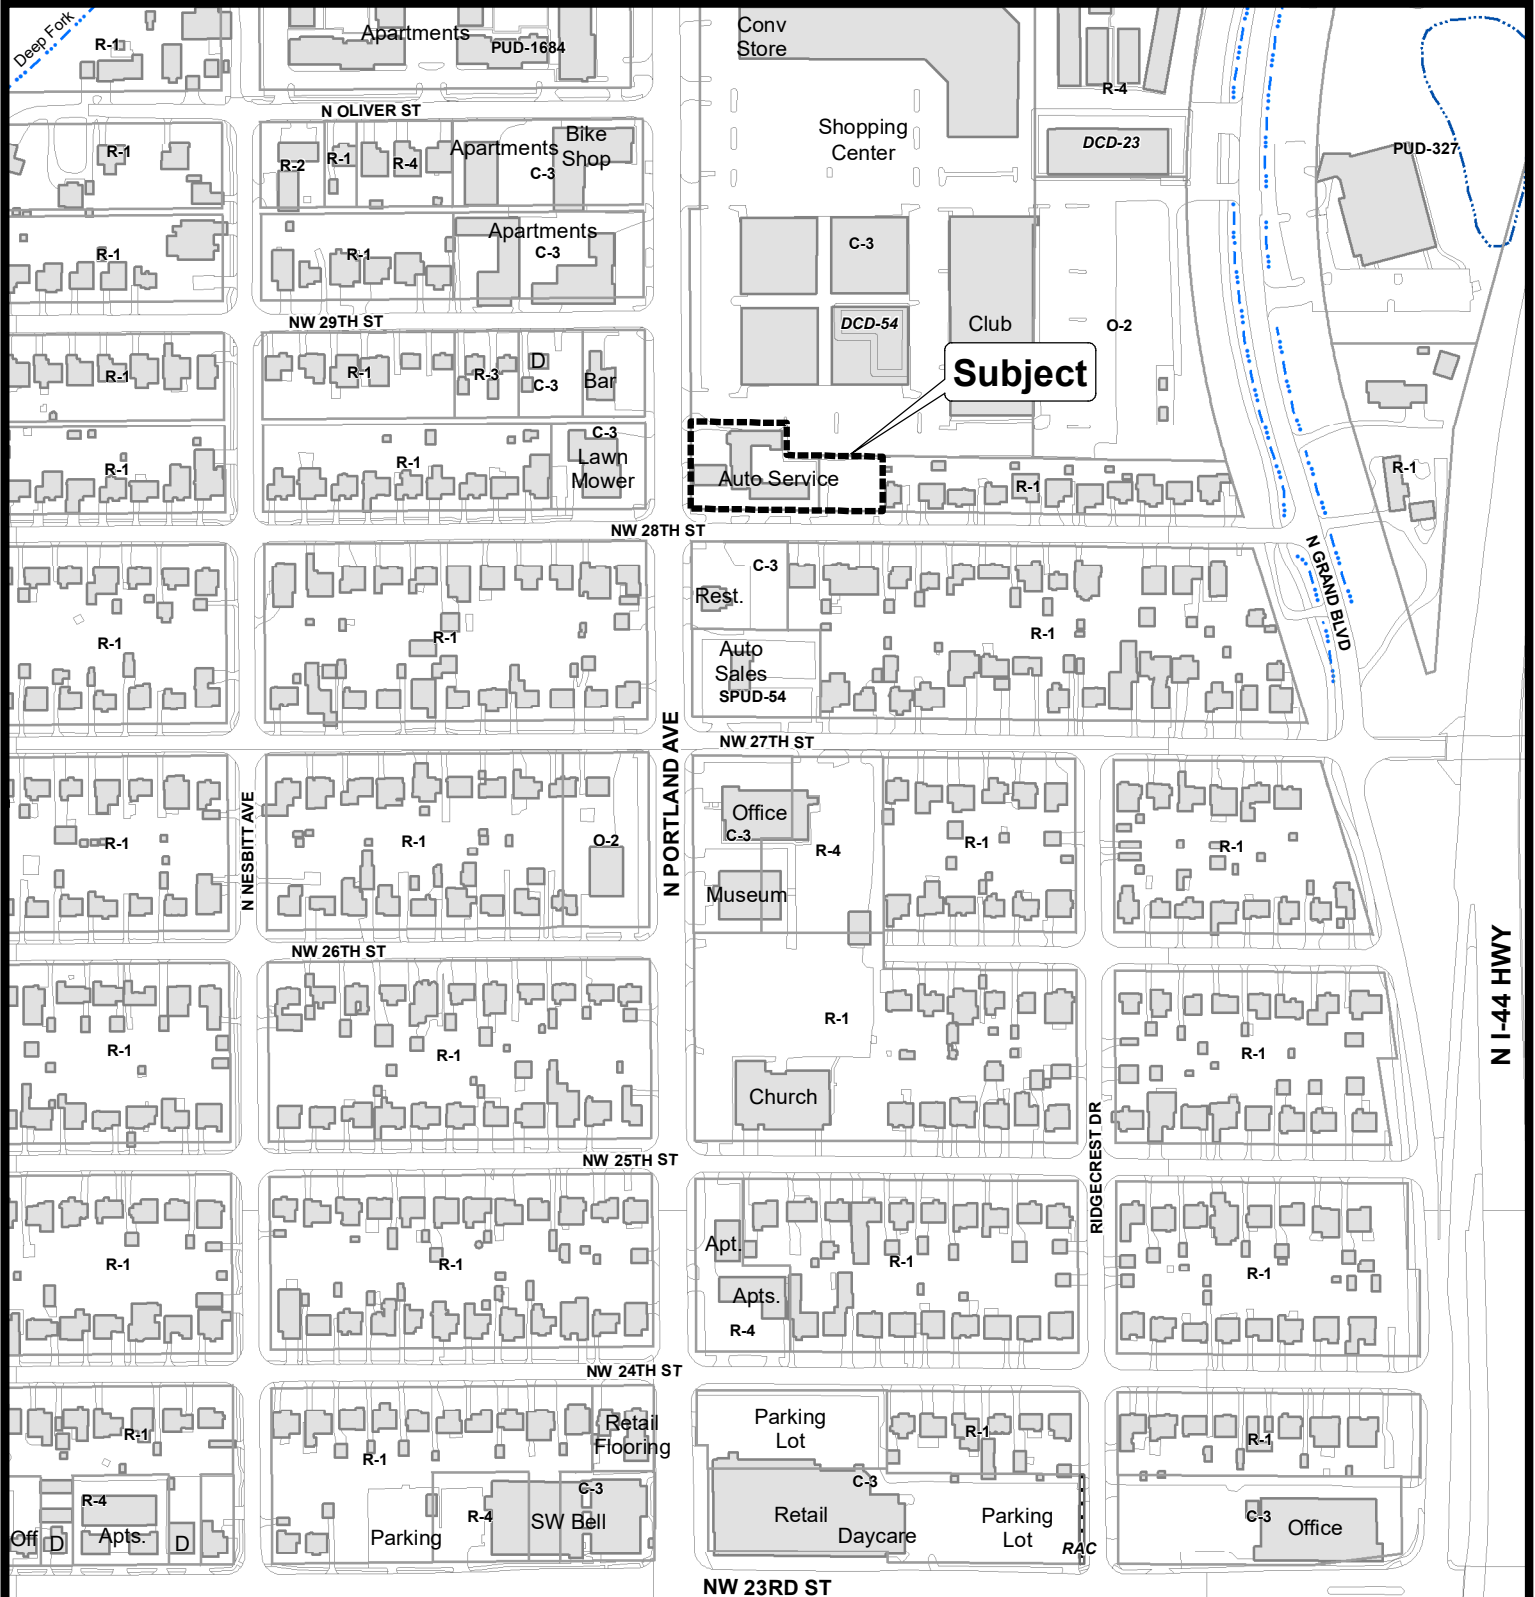 Deep Fork
R-1
Apartments
PUD-1684
Conv
Store
R-4
N OLIVER ST
R-1
R-2
R-1
R-4
Apartments
Bike
Shop
C-3
Shopping
Center
DCD-23
PUD-327
R-1
R-1
Apartments
C-3
C-3
NW 29TH ST
DCD-54
Club
O-2
R-1
R-1
R-3
D
C-3
Bar
Subject
R-1
R-1
C-3
Lawn
Mower
Auto Service
R-1
R-1
NW 28TH ST
N GRAND BLVD
R-1
R-1
C-3
Rest.
R-1
Auto
Sales
SPUD-54
N PORTLAND AVE
NW 27TH ST
N NESBITT AVE
R-1
R-1
O-2
Office
C-3
R-4
Museum
R-1
R-1
NW 26TH ST
N I-44 HWY
R-1
R-1
R-1
Church
R-1
RIDGECREST DR
NW 25TH ST
R-1
R-1
Apt.
Apts.
R-4
R-1
R-1
NW 24TH ST
R-1
R-1
Retail
Flooring
Parking
Lot
R-1
R-1
R-4
Off
D
Apts.
D
Parking
R-4
SW Bell
C-3
C-3
Retail
Daycare
Parking
Lot
RAC
C-3
Office
NW 23RD ST